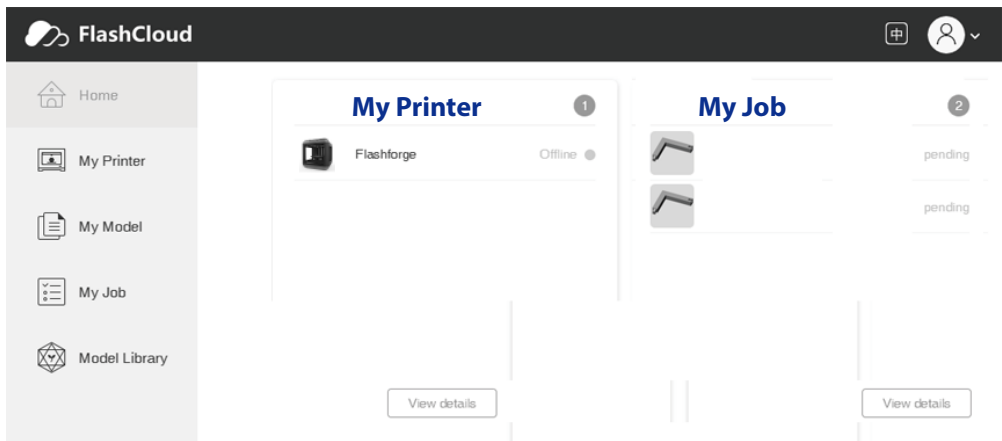 FlashCloud
中
Home
My Printer
My Model
My Job
Model Library
My Printer
1
Flashforge
Offline
View details
My Job
2
pending
pending
View details